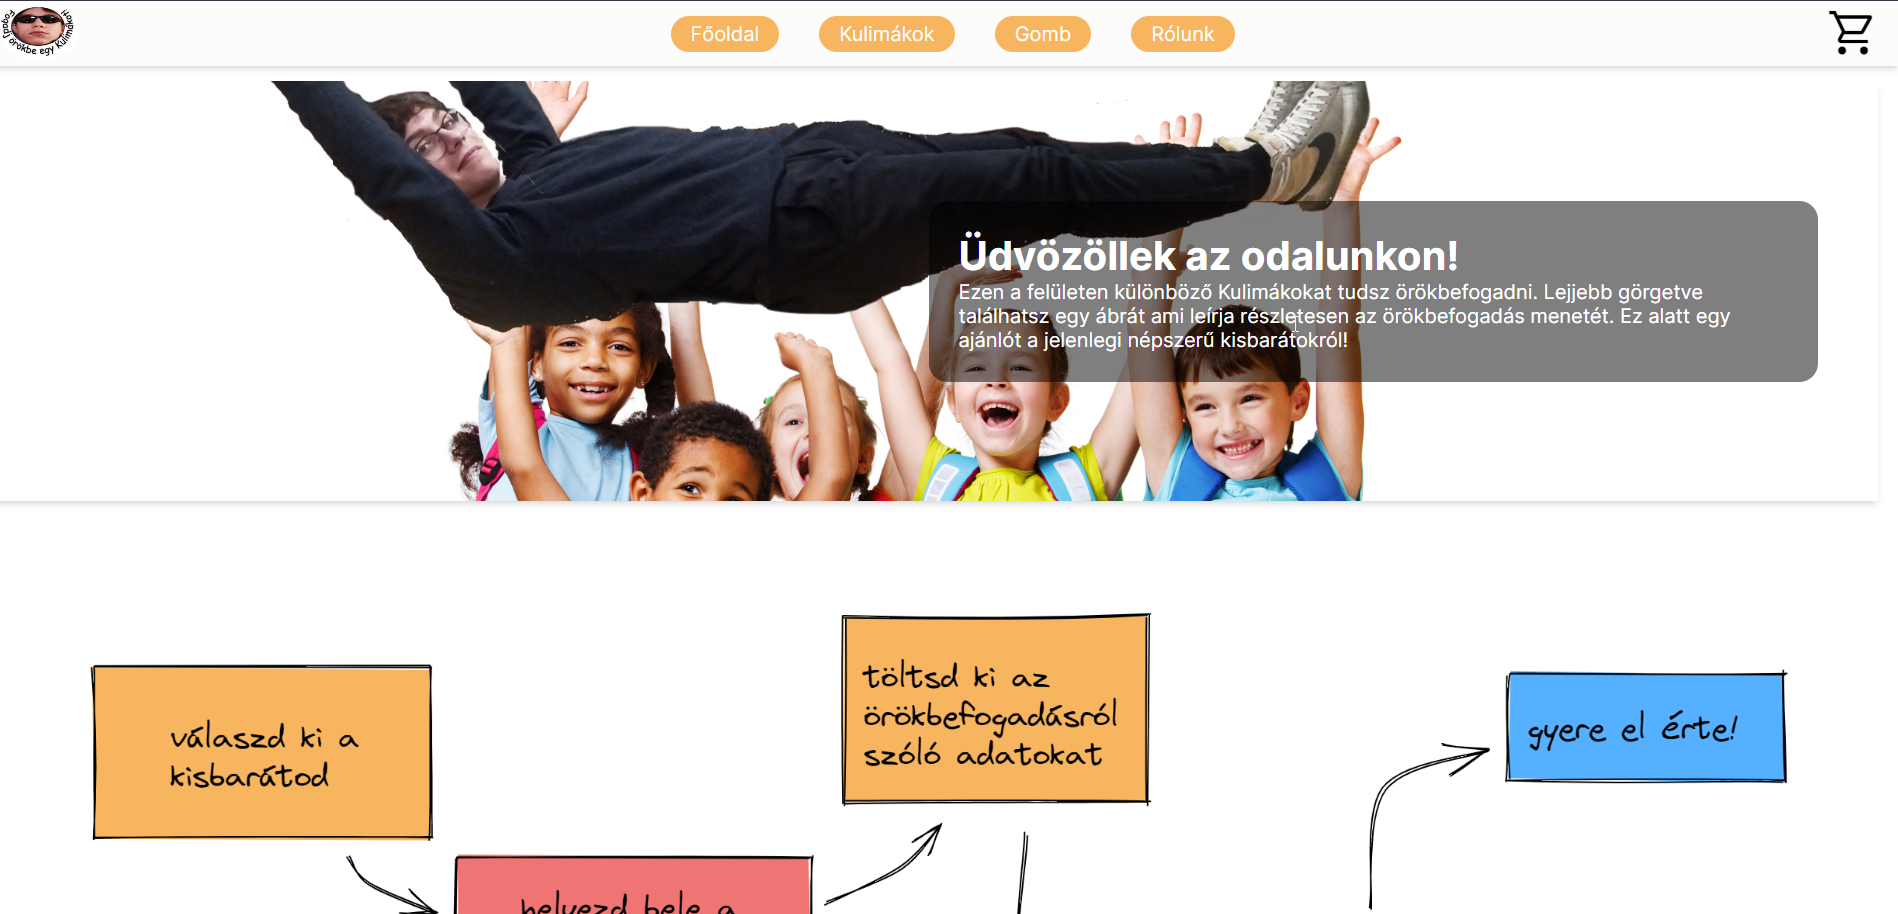 Fogadj örökbe egy Kulimákot!
Főoldal
Kulimákok
Gomb
Rólunk
Üdvözöllek az odalunkon!
Ezen a felületen különböző Kulimákokat tudsz örökbefogadni. Lejjebb görgetve
találhatsz egy ábrát ami leírja részletesen az örökbefogadás menetét. Ez alatt egy
ajánlót a jelenlegi népszerű kisbarátokról!
válaszd ki a
kisbarátod
töltsd ki az
örökbefogadásról
szóló adatokat
gyere el érte!
helyezd bele a